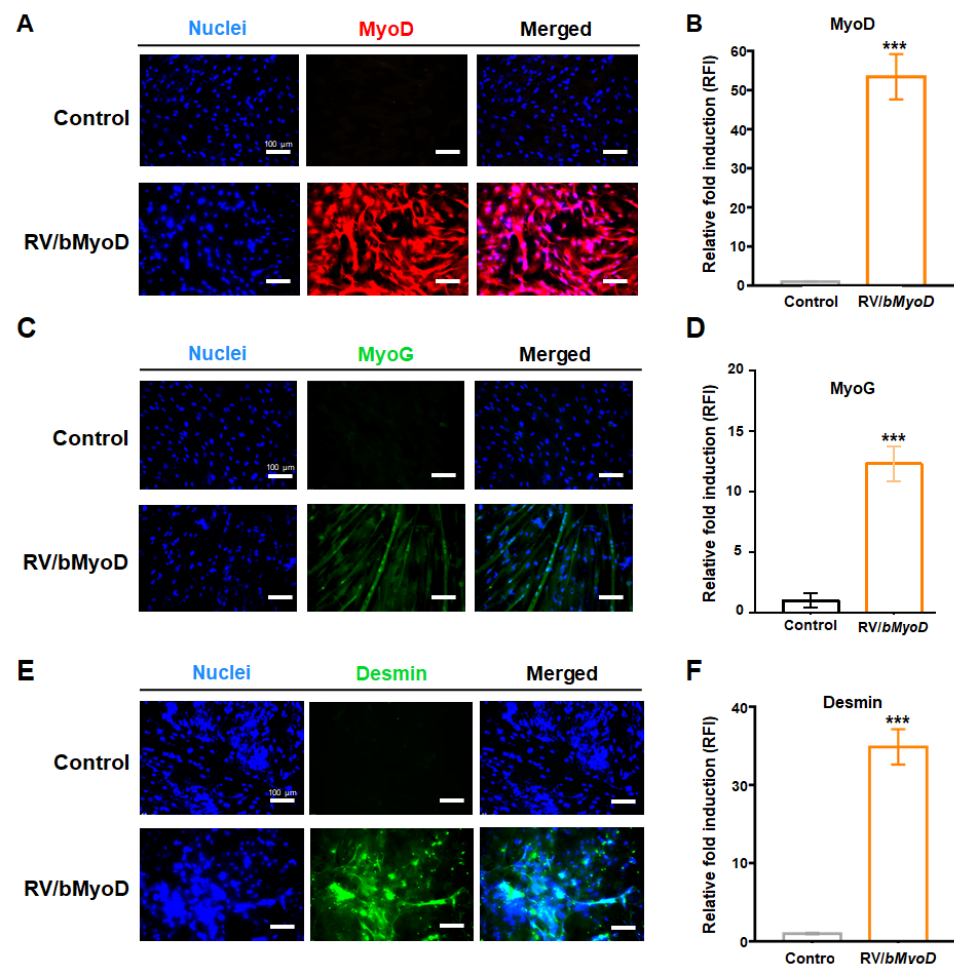 A
Nuclei MyoD Merged
Control
100 µm
RV/bMyoD
B
MyoD
Relative fold induction (RFI)
60
50
40
30
20
10
0
***
Control RV/bMyoD
C
Nuclei MyoG Merged
Control
100 µm
RV/bMyoD
D
MyoG
Relative fold induction (RFI)
20
15
10
5
0
***
Control RV/bMyoD
E
Nuclei Desmin Merged
Control
100 µm
RV/bMyoD
F
Desmin
Relative fold induction (RFI)
40
30
10
0
***
Contro RV/bMyoD